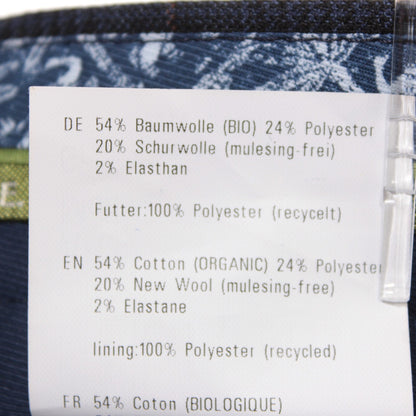 DE 54% Baumwolle (BIO) 24% Polyester
20% Schurwolle (mulesing-frei)
2% Elasthan
Futter:100% Polyester (recycelt)
EN 54% Cotton (ORGANIC) 24% Polyester
20% New Wool (mulesing-free)
2% Elastane
lining:100% Polyester (recycled)
FR 54% Coton (BIOLOGIQUE)